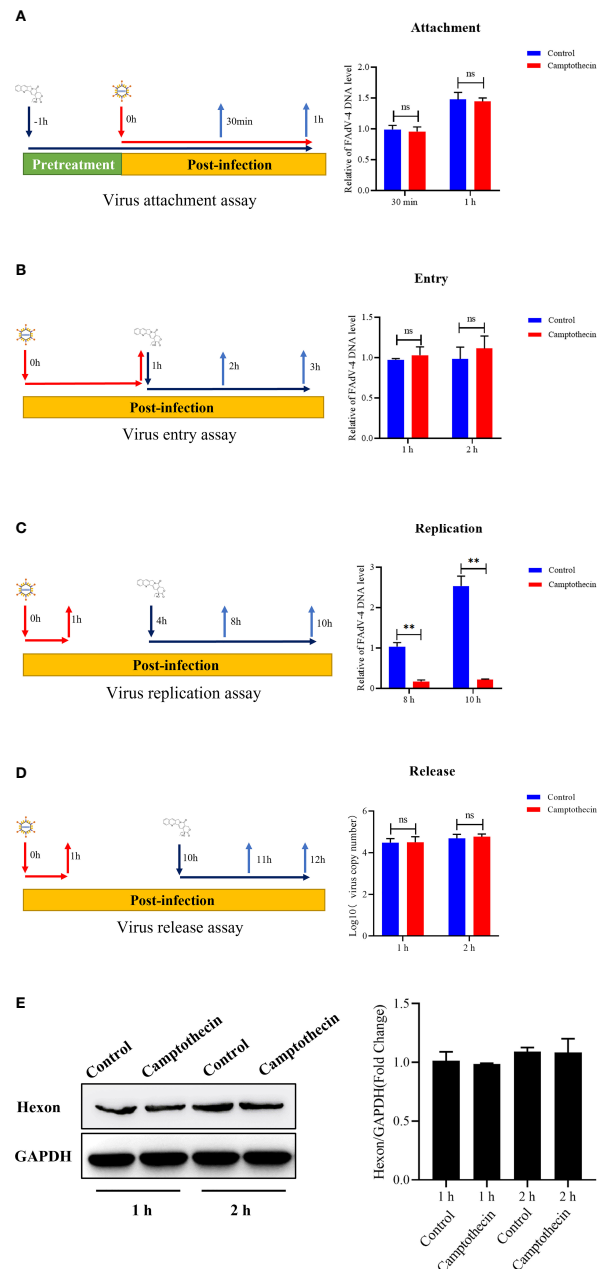 A
Attachment
Control
Camptothecin
-1h
0h
30min
1h
Pretreatment
Post-infection
Virus attachment assay
Relative of FAdV-4 DNA level
2.0
1.5
1.0
0.5
0.0
ns
ns
30 min
1 h
B
Entry
Control
Camptothecin
0h
1h
2h
3h
Post-infection
Virus entry assay
Relative of FAdV-4 DNA level
1.5
1.0
0.5
0.0
ns
ns
1 h
2 h
C
Replication
Control
Camptothecin
0h
1h
4h
8h
10h
Post-infection
Virus replication assay
Relative of FAdV-4 DNA level
3
2
1
0
**
**
8 h
10 h
D
Release
Control
Camptothecin
0h
1h
10h
11h
12h
Post-infection
Virus release assay
Log10( virus copy number)
6
4
2
0
ns
ns
1 h
2 h
E
Control
Camptothecin
Control
Camptothecin
Hexon
GAPDH
1 h
2 h
Hexon/GAPDH(Fold Change)
1.5
1.0
0.5
0.0
1 h
1 h
2 h
2 h
Control
Camptothecin
Control
Camptothecin